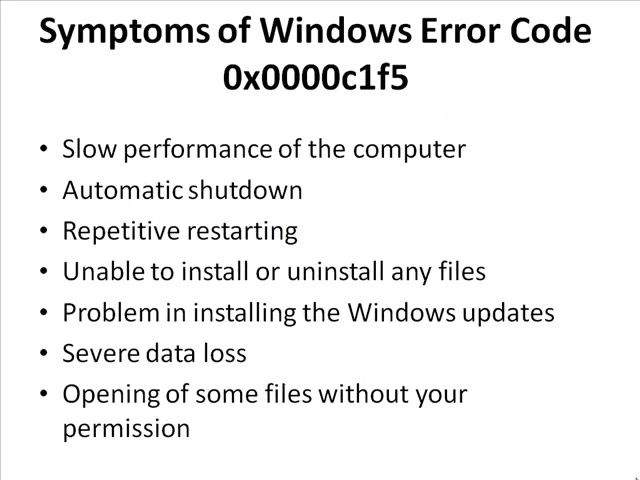 Symptoms of Windows Error Code
0x0000c1f5
• Slow performance of the computer
• Automatic shutdown
• Repetitive restarting
• Unable to install or uninstall any files
• Problem in installing the Windows updates
• Severe data loss
• Opening of some files without your
permission